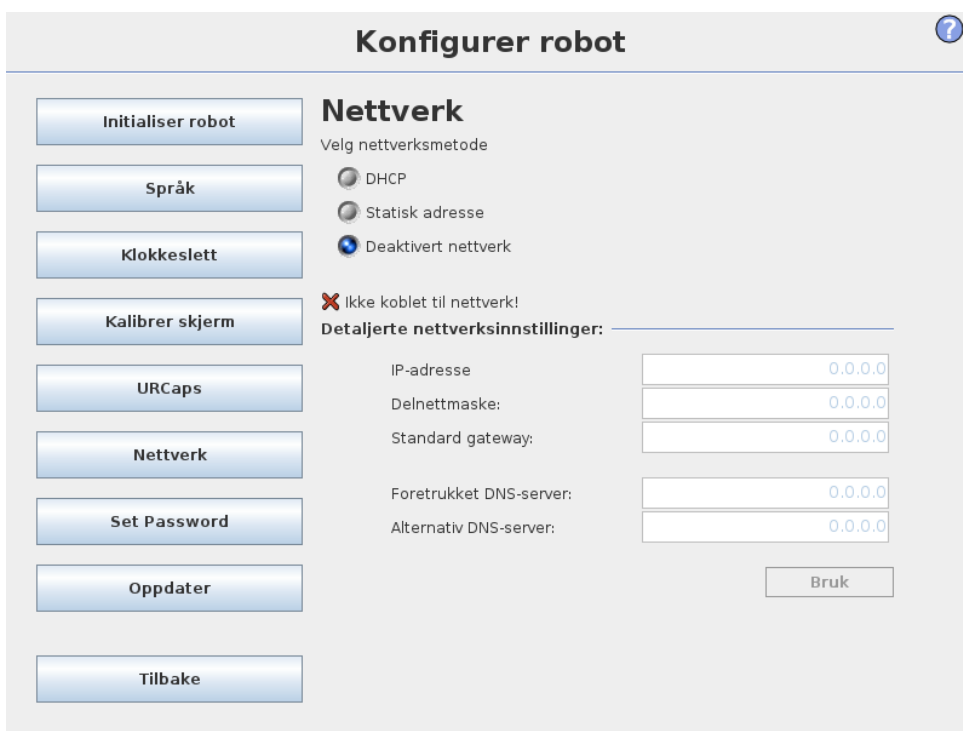 Konfigurer robot
?
Initialiser robot
Språk
Klokkeslett
Kalibrer skjerm
URCaps
Nettverk
Set Password
Oppdater
Tilbake
Nettverk
Velg nettverksmetode
DHCP
Statisk adresse
Deaktivert nettverk
Ikke koblet til nettverk!
Detaljerte nettverksinnstillinger:
IP-adresse 0.0.0.0
Delnettmaske: 0.0.0.0
Standard gateway: 0.0.0.0
Foretrukket DNS-server: 0.0.0.0
Alternativ DNS-server: 0.0.0.0
Bruk